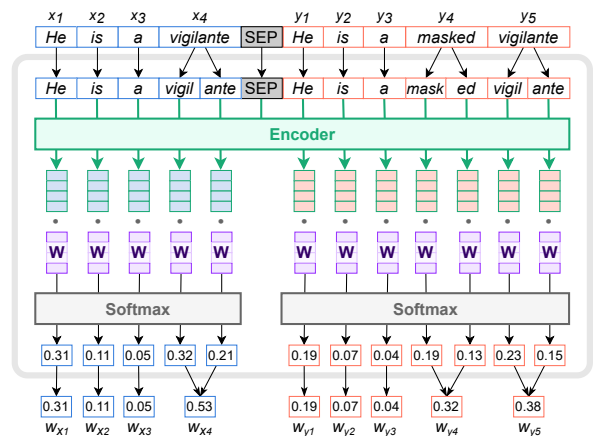 x1 x2 x3 x4 y1 y2 y3 y4 y5
He is a vigilante SEP He is a masked vigilante
He is a vigil ante SEP He is a mask ed vigil ante
Encoder
W W W W W W W W W W W W
Softmax Softmax
0.31 0.11 0.05 0.32 0.21 0.19 0.07 0.04 0.19 0.13 0.23 0.15
0.31 0.11 0.05 0.53 0.19 0.07 0.04 0.32 0.38
wx1 wx2 wx3 wx4 wy1 wy2 wy3 wy4 wy5